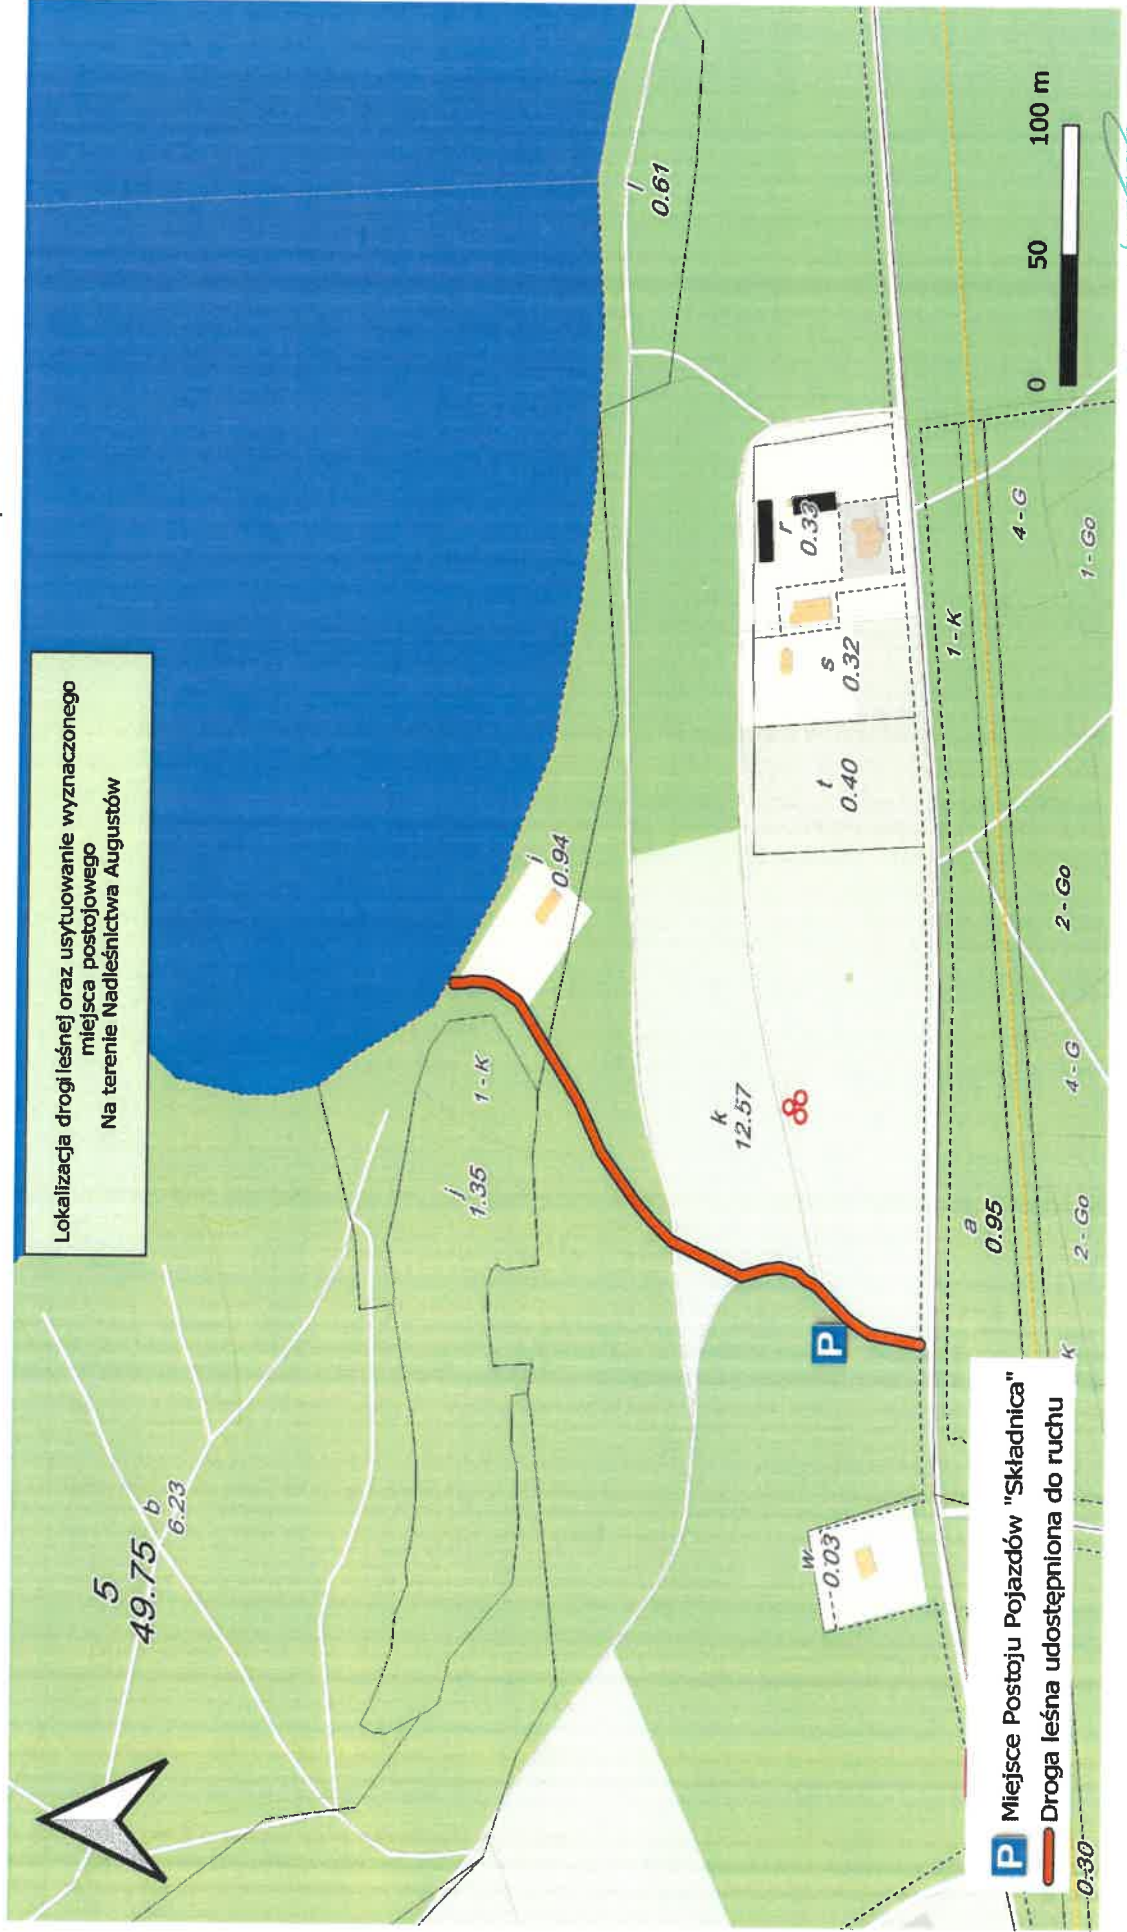 Lokalizacja drogi leśnej oraz usytuowanie wyznaczonego
miejsca postojowego
Na terenie Nadleśnictwa Augustów
5
49.75
b
6.23
j
1.35
1 - K
i
0.94
l
0.61
k
12.57
t
0.40
s
0.32
r
0.33
w
0.03
P
a
0.95
1 - K
4 - G
1 - Go
2 - Go
4 - G
2 - Go
K
0.30
0 50 100 m
P Miejsce Postoju Pojazdów "Składnica"
Droga leśna udostępniona do ruchu